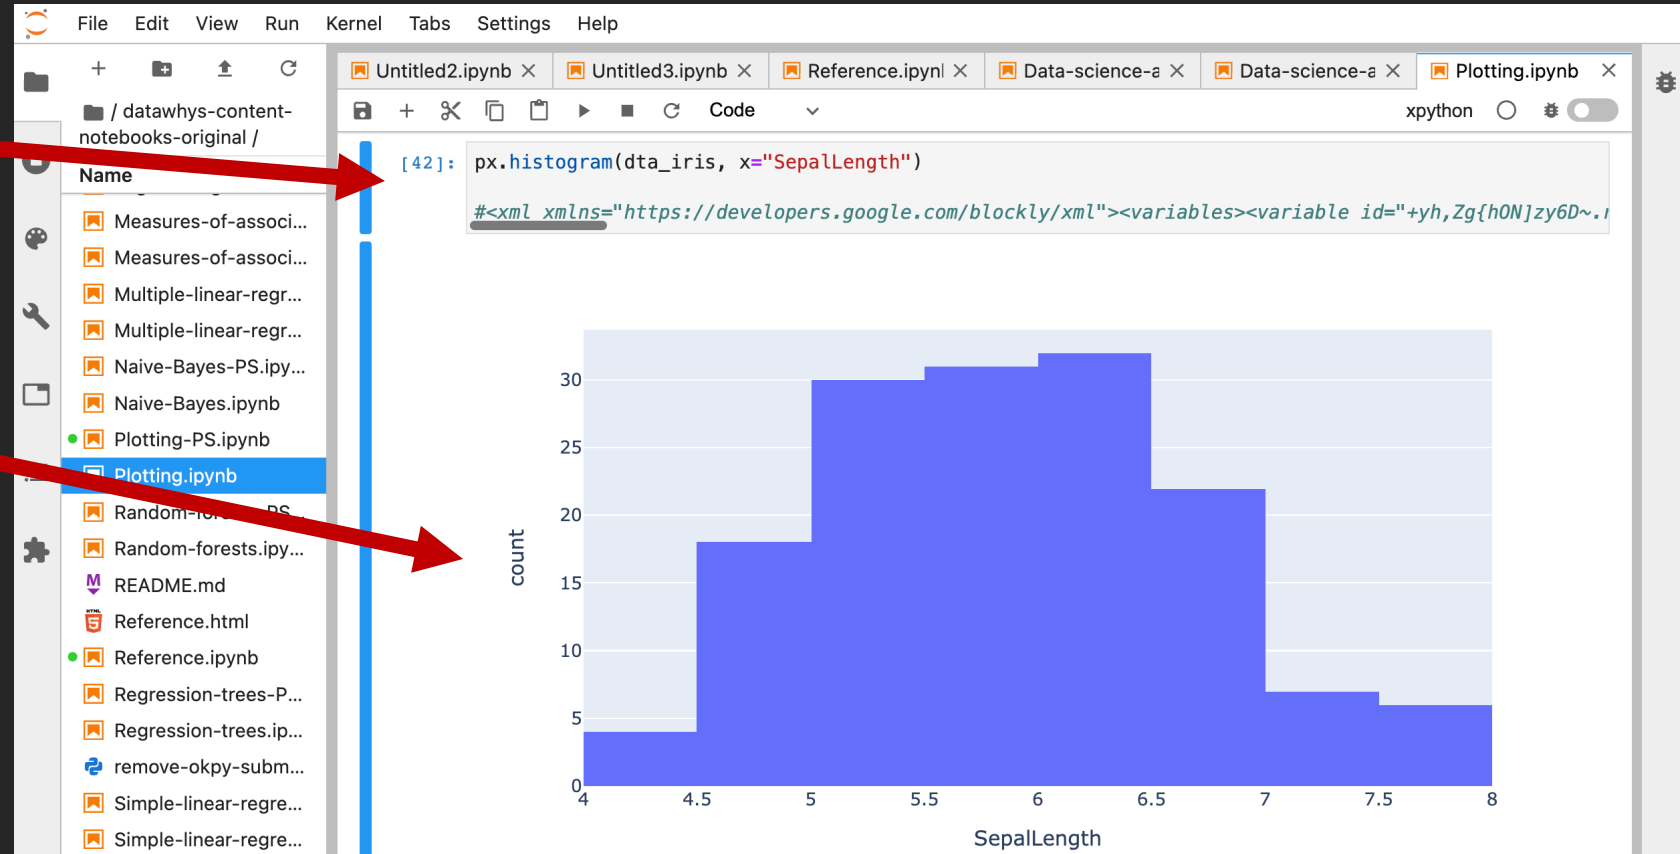 File Edit View Run Kernel Tabs Settings Help
/ datawhys-content-
notebooks-original /
Name
Measures-of-associ...
Measures-of-associ...
Multiple-linear-regr...
Multiple-linear-regr...
Naive-Bayes-PS.ipy...
Naive-Bayes.ipynb
Plotting-PS.ipynb
Plotting.ipynb
Random-forests-PS...
Random-forests.ipy...
README.md
Reference.html
Reference.ipynb
Regression-trees-P...
Regression-trees.ip...
remove-okpy-subm...
Simple-linear-regre...
Simple-linear-regre...
Untitled2.ipynb Untitled3.ipynb Reference.ipynl Data-science-a Data-science-a Plotting.ipynb
Code xpython
[42]: px.histogram(dta_iris, x="SepalLength")
#<xml xmlns="https://developers.google.com/blockly/xml"><variables><variable id="+yh,Zg{hON]zy6D~.r
30
25
20
15
10
5
0
count
4 4.5 5 5.5 6 6.5 7 7.5 8
SepalLength